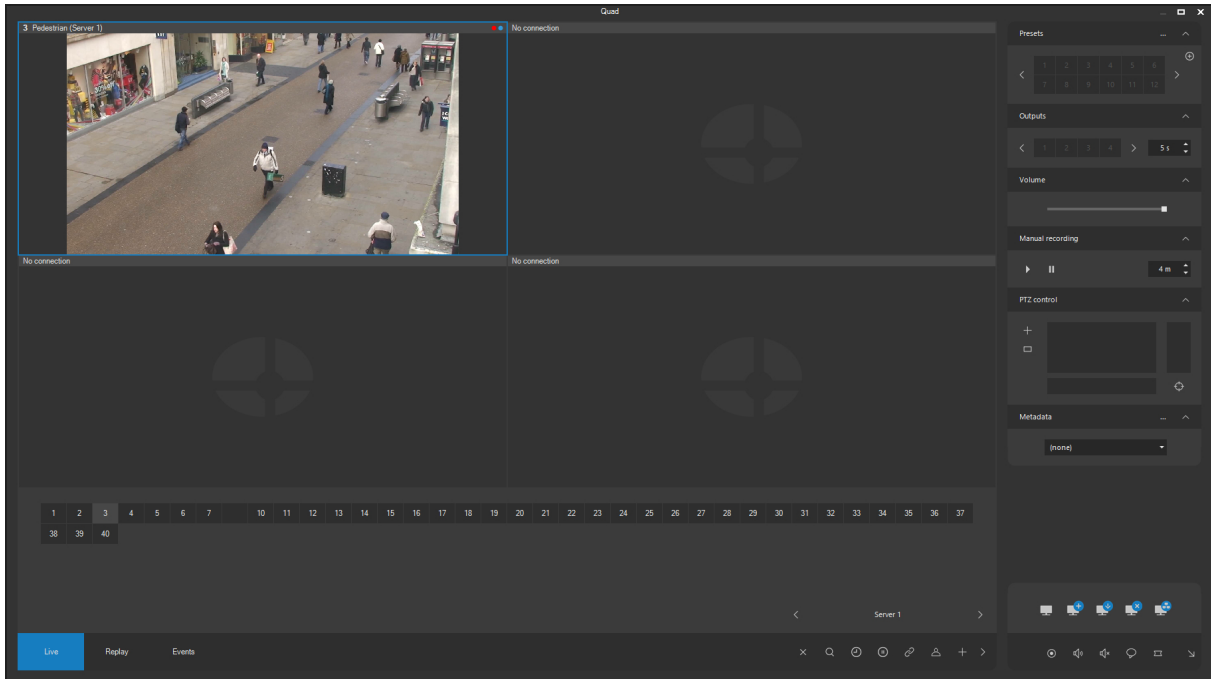 Quad
3 Pedestrian (Server 1)
No connection
No connection
No connection
Presets
...
1 2 3 4 5 6
7 8 9 10 11 12
Outputs
1 2 3 4
5 s
Volume
Manual recording
4 m
PTZ control
Metadata
...
(none)
1 2 3 4 5 6 7 10 11 12 13 14 15 16 17 18 19 20 21 22 23 24 25 26 27 28 29 30 31 32 33 34 35 36 37
38 39 40
Server 1
Live Replay Events